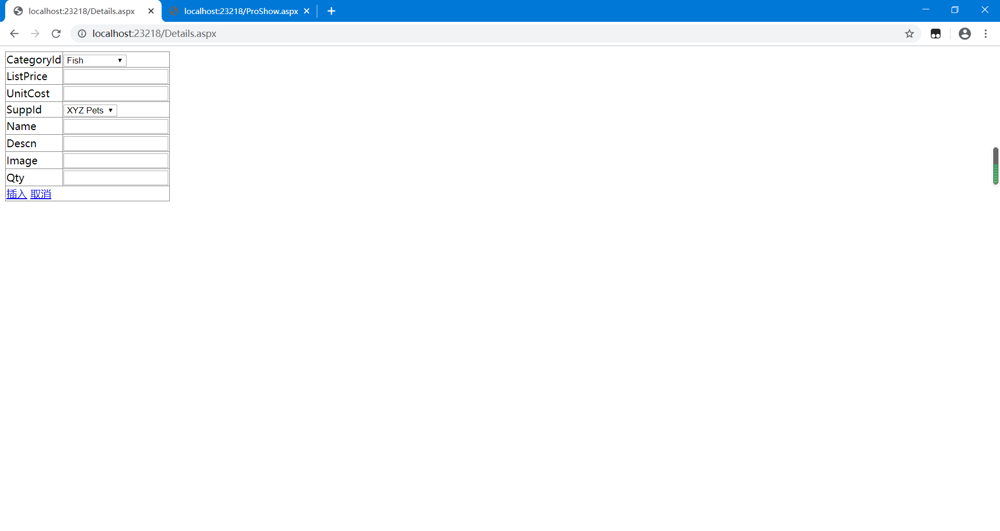 localhost:23218/Details.aspx
localhost:23218/ProShow.aspx
localhost:23218/Details.aspx
CategoryId Fish
ListPrice
UnitCost
SuppId XYZ Pets
Name
Descn
Image
Qty
插入 取消